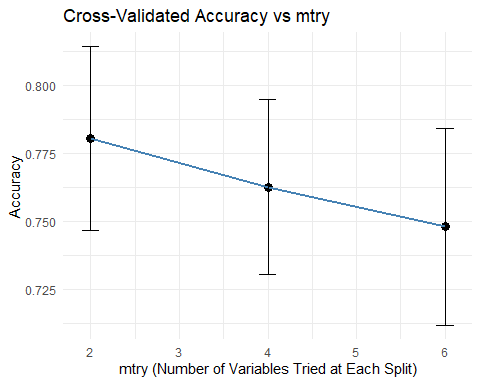 Cross-Validated Accuracy vs mtry
Accuracy
0.800
0.775
0.750
0.725
2 3 4 5 6
mtry (Number of Variables Tried at Each Split)